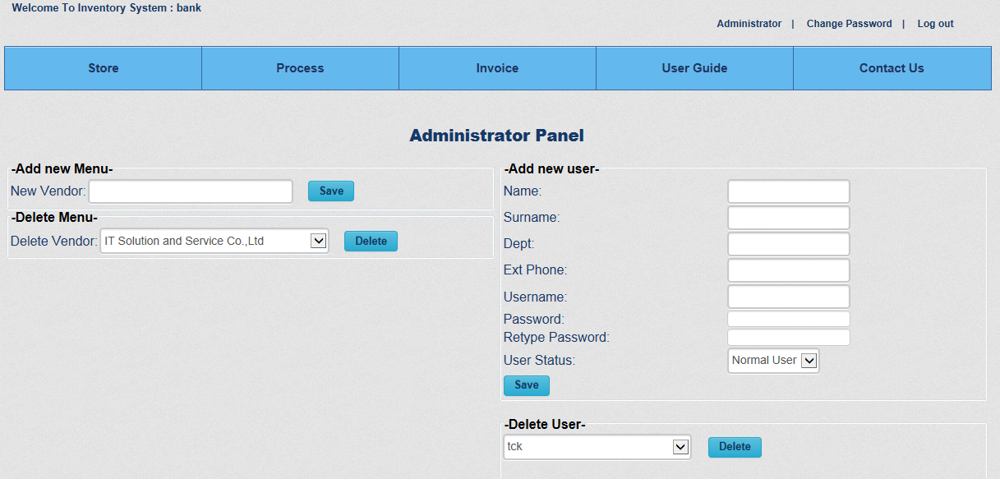 Welcome To Inventory System : bank
Administrator | Change Password | Log out
Store Process Invoice User Guide Contact Us
Administrator Panel
-Add new Menu-
New Vendor: Save
-Delete Menu-
Delete Vendor: IT Solution and Service Co.,Ltd Delete
-Add new user-
Name:
Surname:
Dept:
Ext Phone:
Username:
Password:
Retype Password:
User Status: Normal User
Save
-Delete User-
tck Delete